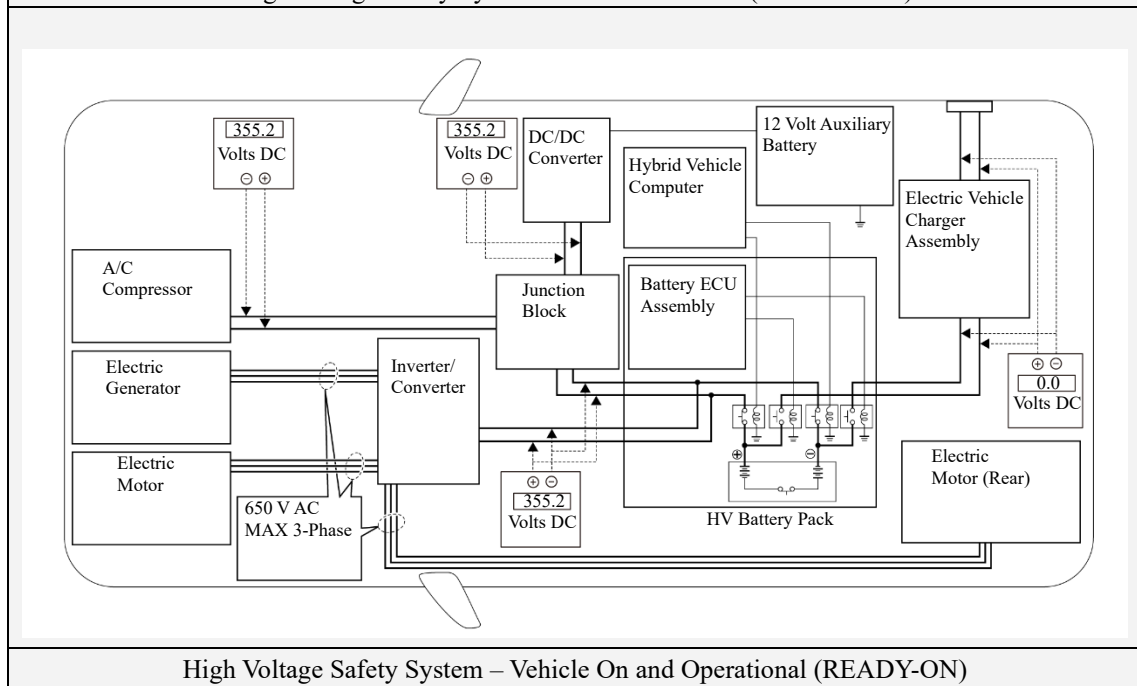 355.2
Volts DC
⊖ ⊕
355.2
Volts DC
⊖ ⊕
DC/DC
Converter
12 Volt Auxiliary
Battery
Hybrid Vehicle
Computer
Electric Vehicle
Charger
Assembly
A/C
Compressor
Junction
Block
Battery ECU
Assembly
Electric
Generator
Inverter/
Converter
⊕ ⊖
0.0
Volts DC
Electric
Motor
⊕ ⊖
Electric
Motor (Rear)
⊕ ⊖
355.2
Volts DC
650 V AC
MAX 3-Phase
HV Battery Pack
High Voltage Safety System – Vehicle On and Operational (READY-ON)